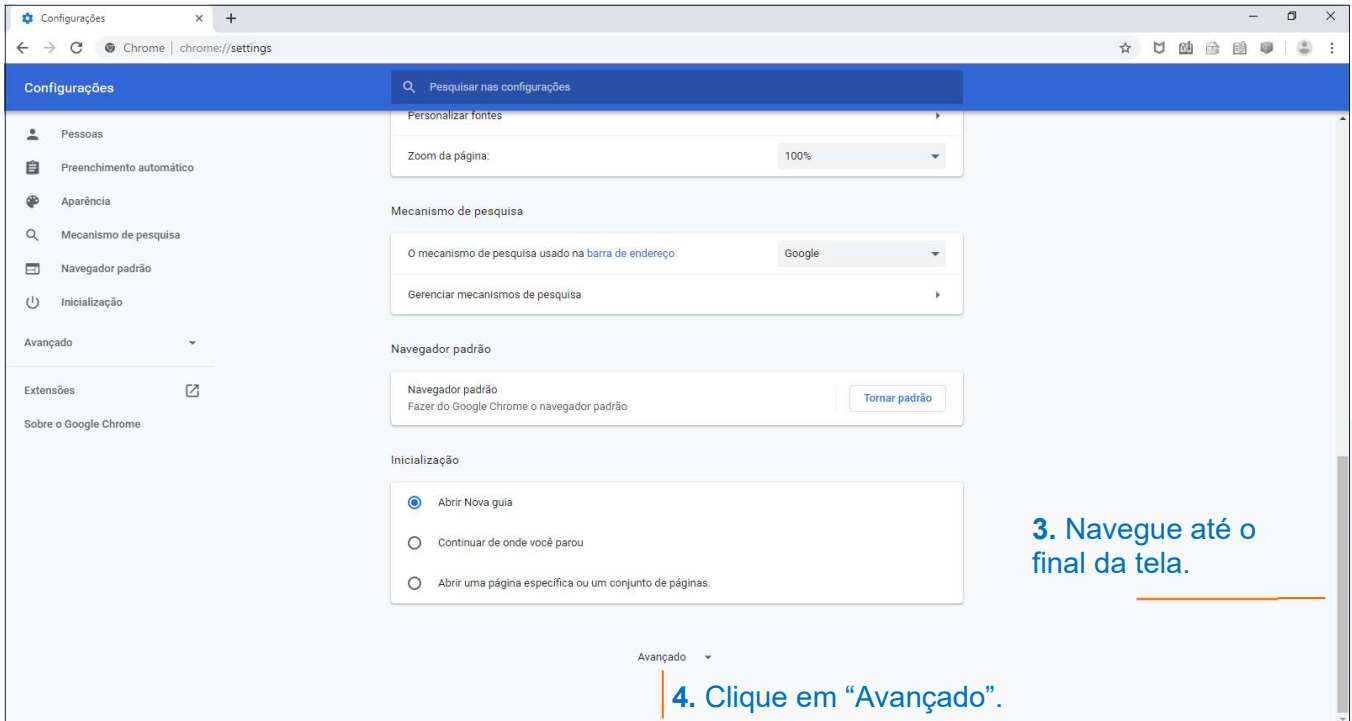 Configurações
Chrome | chrome://settings
Configurações
Pesquisar nas configurações
Pessoas
Preenchimento automático
Aparência
Mecanismo de pesquisa
Navegador padrão
Inicialização
Avançado
Extensões
Sobre o Google Chrome
Personalizar fontes
Zoom da página:
100%
Mecanismo de pesquisa
O mecanismo de pesquisa usado na barra de endereço
Google
Gerenciar mecanismos de pesquisa
Navegador padrão
Navegador padrão
Fazer do Google Chrome o navegador padrão
Tornar padrão
Inicialização
Abrir Nova guia
Continuar de onde você parou
Abrir uma página específica ou um conjunto de páginas.
3. Navegue até o
final da tela.
Avançado
4. Clique em “Avançado”.